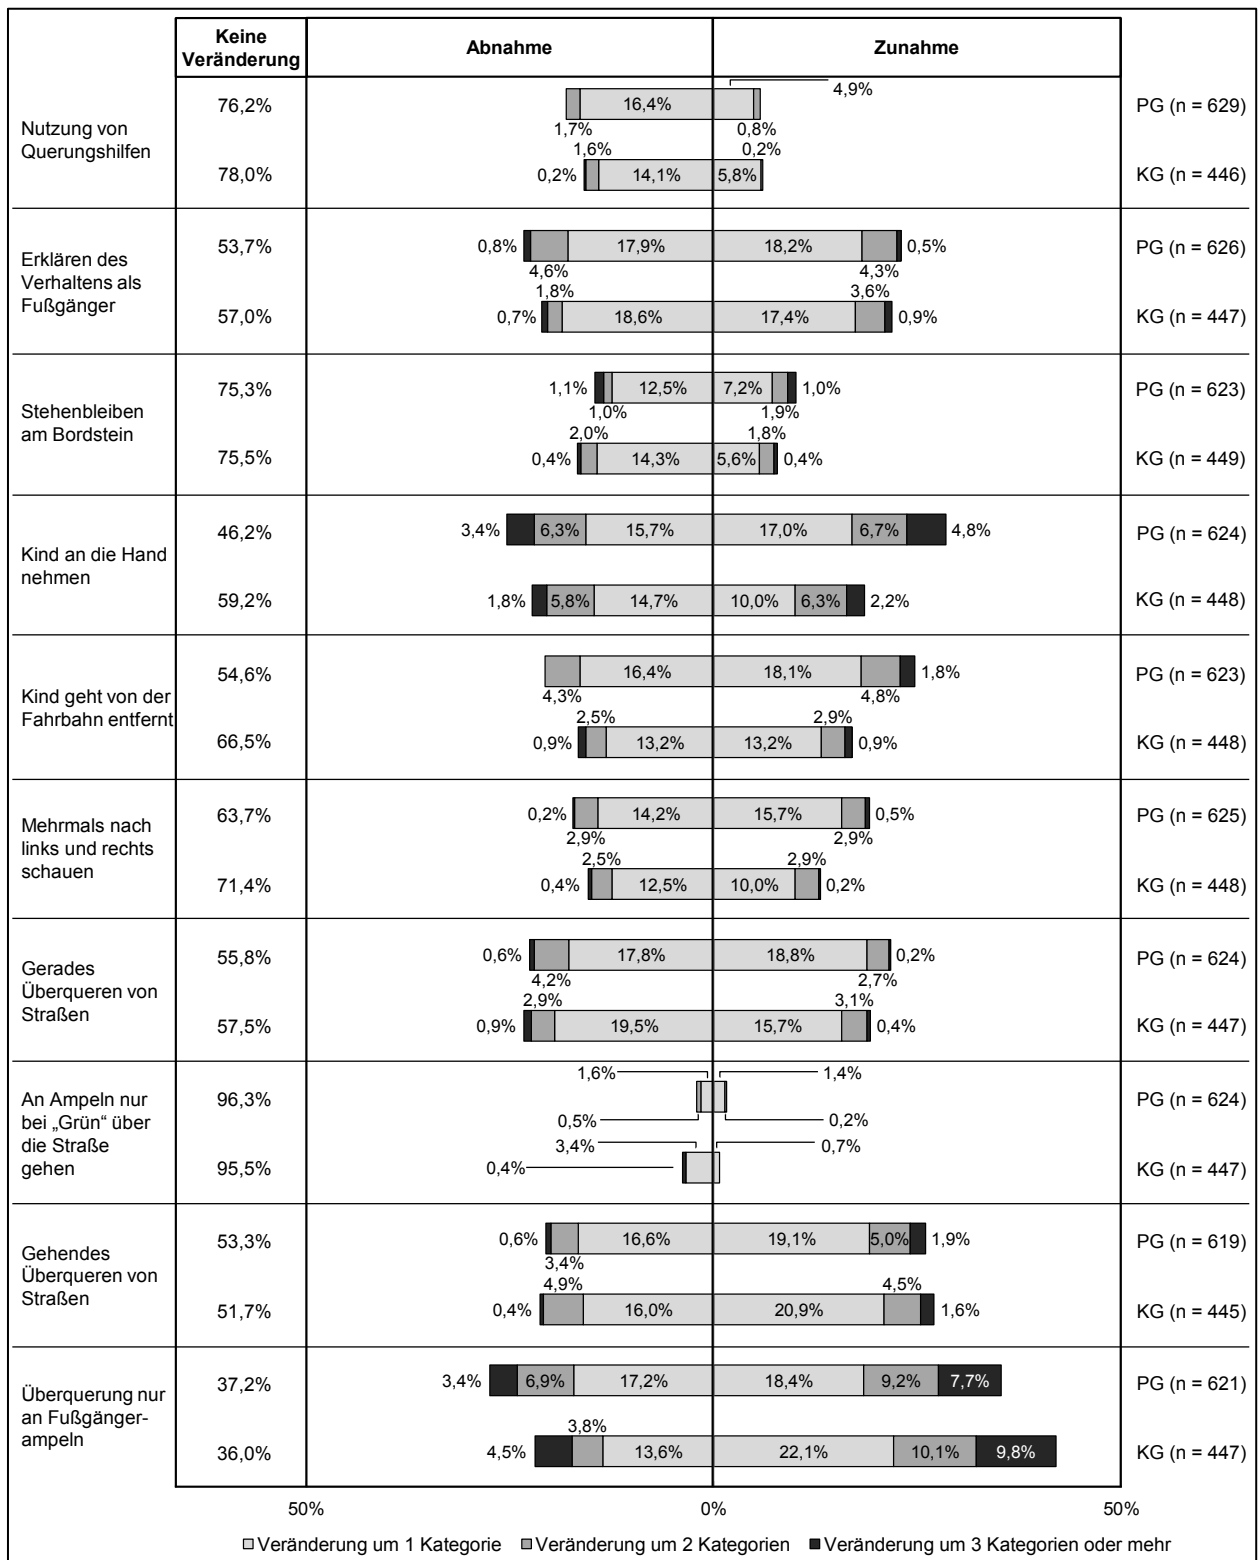 Keine
Veränderung
Abnahme
Zunahme
Nutzung von
Querungshilfen
76,2%
16,4%
4,9%
1,7%
0,8%
PG (n = 629)
78,0%
0,2%
1,6%
14,1%
5,8%
0,2%
KG (n = 446)
Erklären des
Verhaltens als
Fußgänger
53,7%
0,8%
17,9%
18,2%
0,5%
4,6%
4,3%
PG (n = 626)
57,0%
0,7%
1,8%
18,6%
17,4%
3,6%
0,9%
KG (n = 447)
Stehenbleiben
am Bordstein
75,3%
1,1%
12,5%
7,2%
1,0%
1,0%
1,9%
PG (n = 623)
75,5%
0,4%
2,0%
14,3%
5,6%
1,8%
0,4%
KG (n = 449)
Kind an die Hand
nehmen
46,2%
3,4%
6,3%
15,7%
17,0%
6,7%
4,8%
PG (n = 624)
59,2%
1,8%
5,8%
14,7%
10,0%
6,3%
2,2%
KG (n = 448)
Kind geht von der
Fahrbahn entfernt
54,6%
16,4%
18,1%
1,8%
4,3%
4,8%
PG (n = 623)
66,5%
0,9%
2,5%
13,2%
13,2%
2,9%
0,9%
KG (n = 448)
Mehrmals nach
links und rechts
schauen
63,7%
0,2%
14,2%
15,7%
0,5%
2,9%
2,9%
PG (n = 625)
71,4%
0,4%
2,5%
12,5%
10,0%
2,9%
0,2%
KG (n = 448)
Gerades
Überqueren von
Straßen
55,8%
0,6%
17,8%
18,8%
0,2%
4,2%
2,7%
PG (n = 624)
57,5%
0,9%
2,9%
19,5%
15,7%
3,1%
0,4%
KG (n = 447)
An Ampeln nur
bei „Grün“ über
die Straße
gehen
96,3%
1,6%
1,4%
0,5%
0,2%
PG (n = 624)
95,5%
3,4%
0,7%
0,4%
KG (n = 447)
Gehendes
Überqueren von
Straßen
53,3%
0,6%
16,6%
19,1%
5,0%
1,9%
3,4%
PG (n = 619)
51,7%
0,4%
4,9%
16,0%
20,9%
4,5%
1,6%
KG (n = 445)
Überquerung nur
an Fußgänger-
ampeln
37,2%
3,4%
6,9%
17,2%
18,4%
9,2%
7,7%
PG (n = 621)
36,0%
4,5%
3,8%
13,6%
22,1%
10,1%
9,8%
KG (n = 447)
50%
0%
50%
Veränderung um 1 Kategorie
Veränderung um 2 Kategorien
Veränderung um 3 Kategorien oder mehr